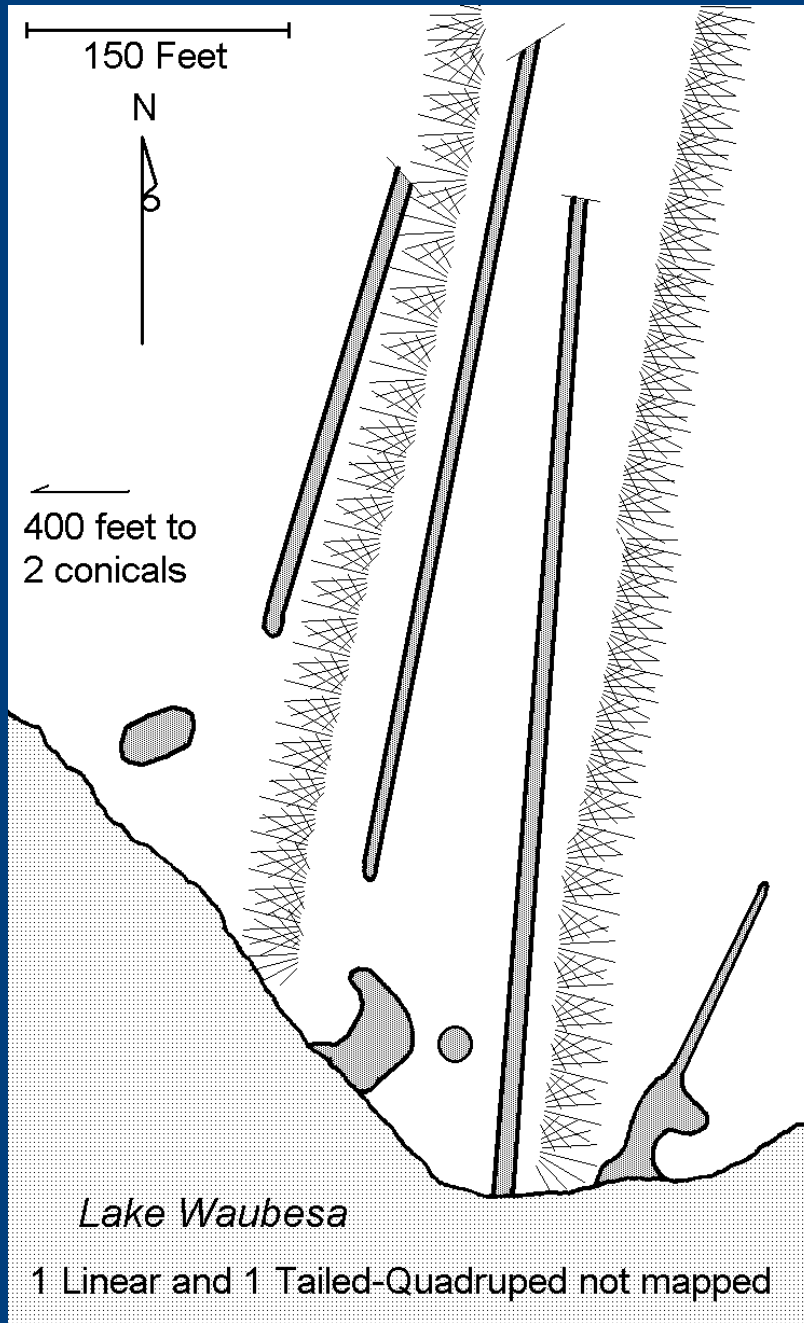 150 Feet
N
400 feet to
2 conicals
Lake Waubesa
1 Linear and 1 Tailed-Quadruped not mapped